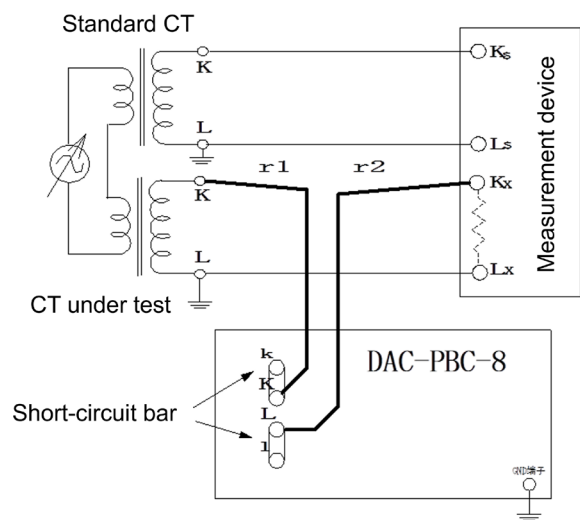 Standard CT
K
Ks
L
Ls
r1
r2
K
Kx
L
Lx
Measurement device
CT under test
k
K
L
l
DAC-PBC-8
Short-circuit bar
GND端子